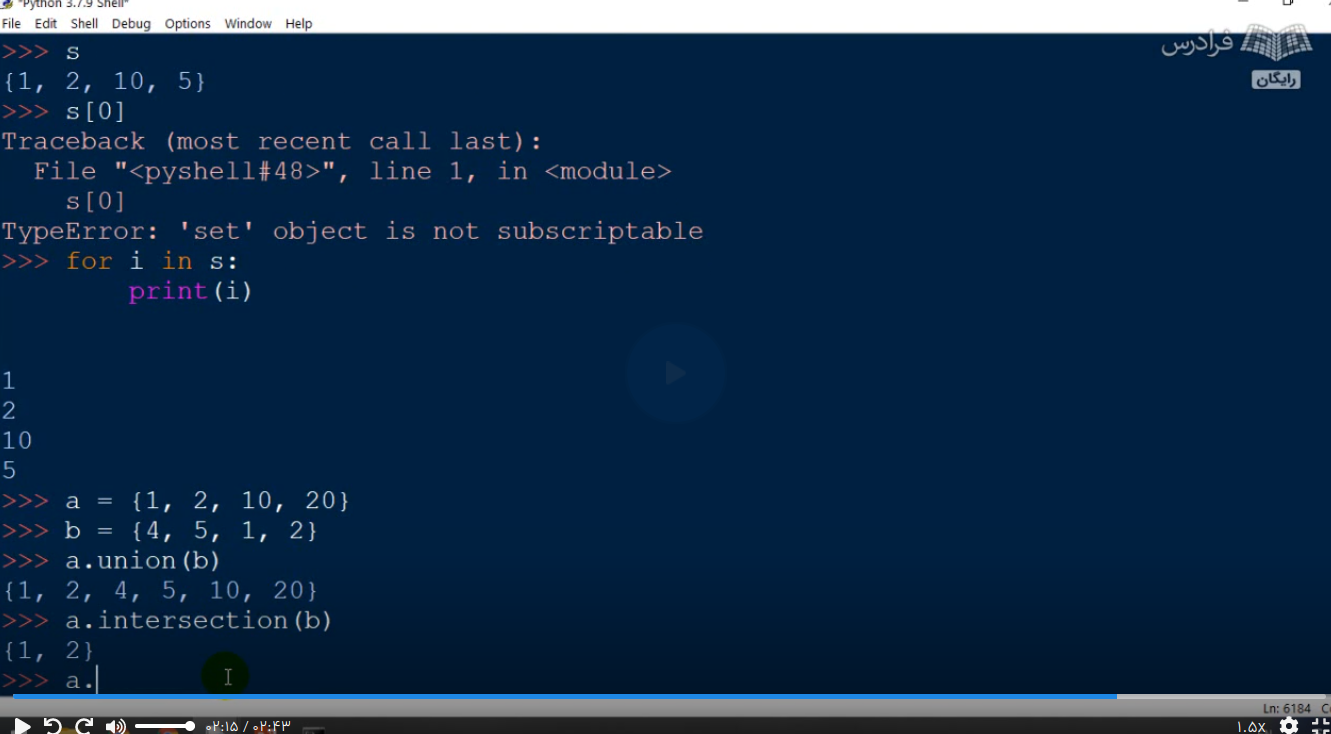 *Python 3.7.9 Shell*
File Edit Shell Debug Options Window Help
فرادرس
رایگان
>>> s
{1, 2, 10, 5}
>>> s[0]
Traceback (most recent call last):
  File "<pyshell#48>", line 1, in <module>
    s[0]
TypeError: 'set' object is not subscriptable
>>> for i in s:
        print(i)
1
2
10
5
>>> a = {1, 2, 10, 20}
>>> b = {4, 5, 1, 2}
>>> a.union(b)
{1, 2, 4, 5, 10, 20}
>>> a.intersection(b)
{1, 2}
>>> a.
Ln: 6184
۰۲:۱۵ / ۰۲:۴۳
۱.۵X